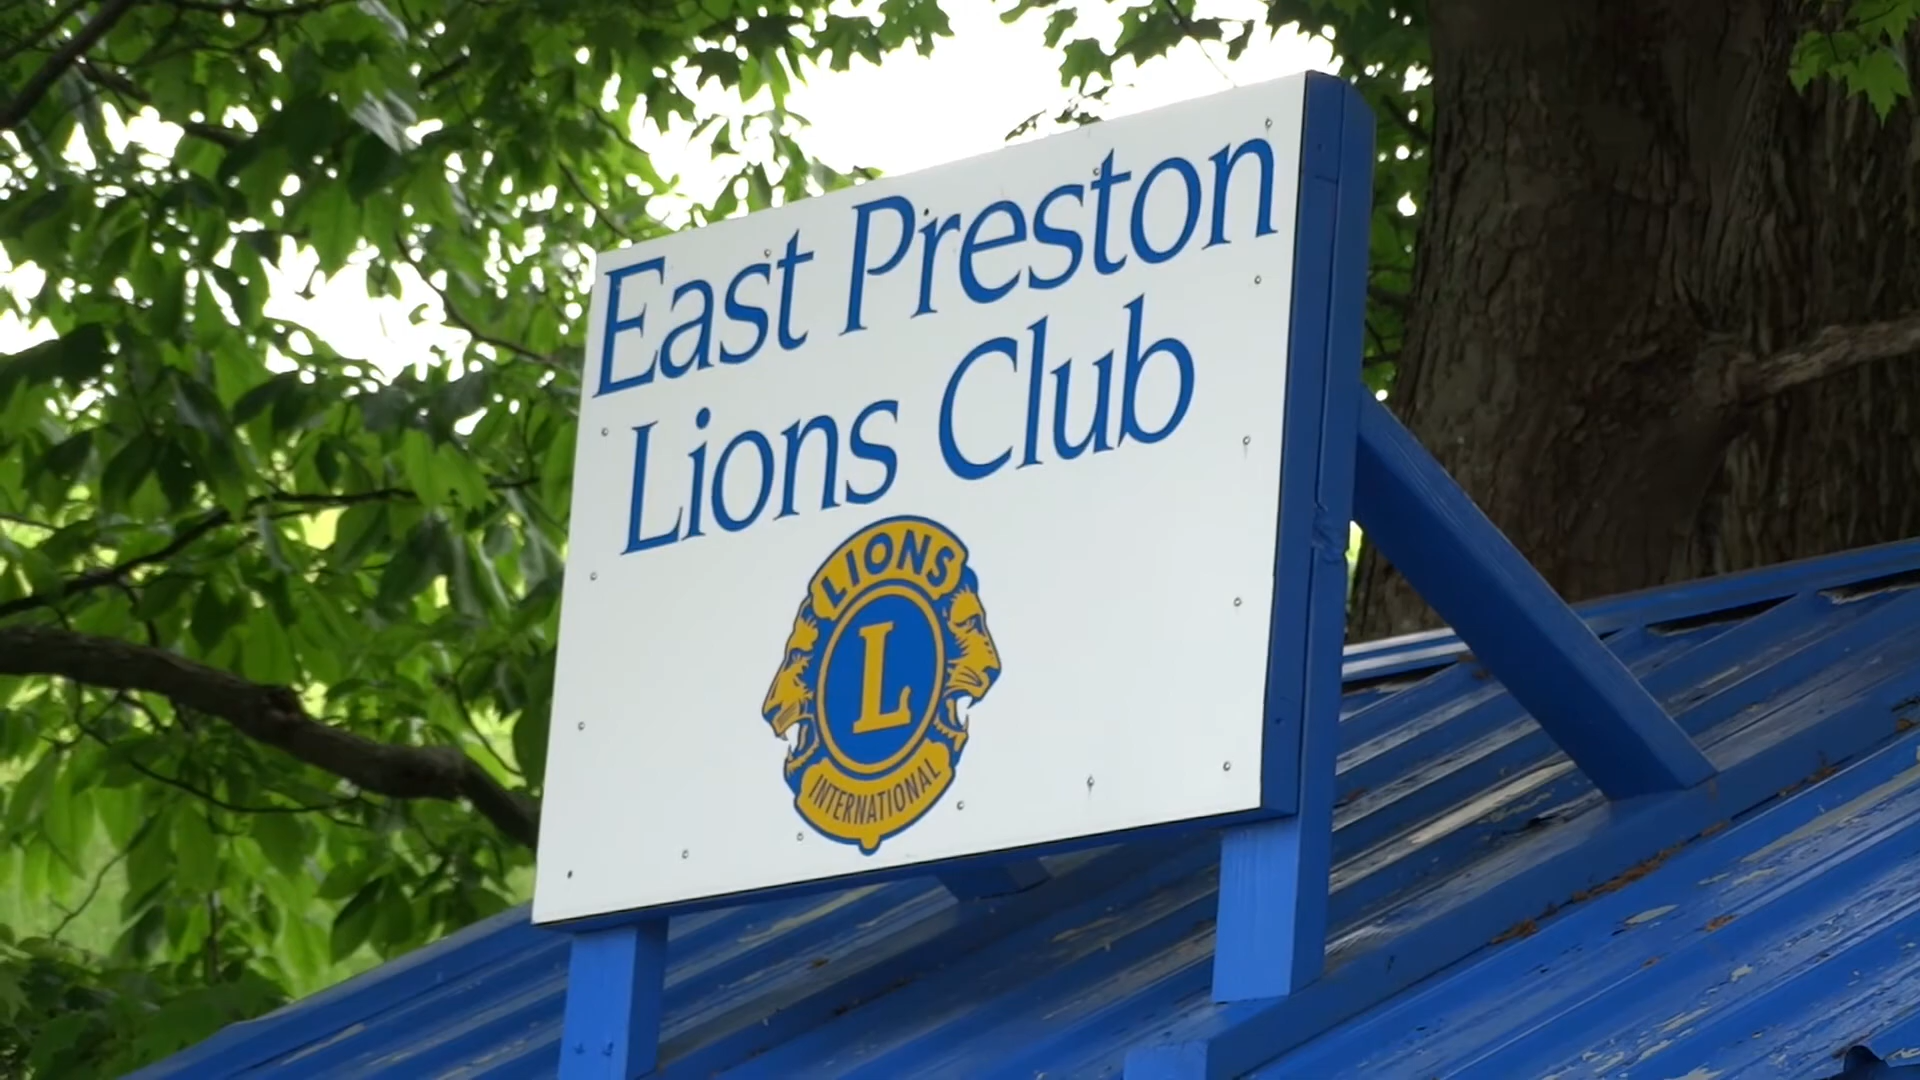 East Preston
Lions Club
LIONS
L
INTERNATIONAL